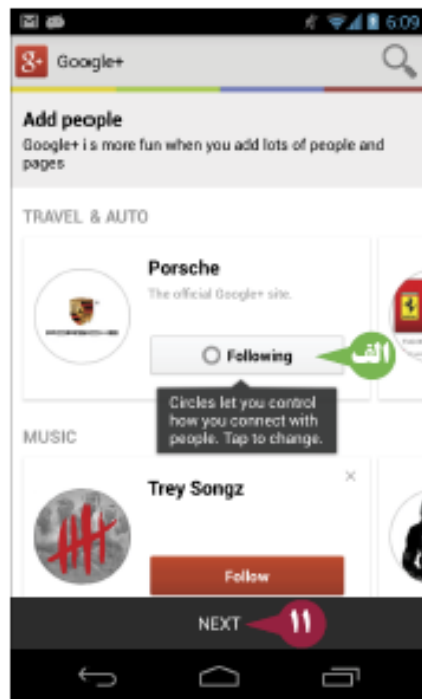 6:09
g+ Google+
Add people
Google+ is more fun when you add lots of people and
pages
TRAVEL & AUTO
Porsche
The official Google+ site.
PORSCHE
Following
الف
Circles let you control
how you connect with
people. Tap to change.
MUSIC
Trey Songz
×
Follow
NEXT
۱۱